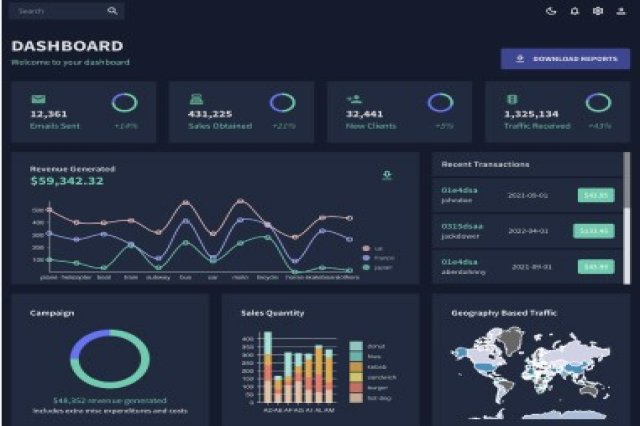 Search
DASHBOARD
Welcome to your dashboard
DOWNLOAD REPORTS
12,361
Emails Sent
+14%
431,225
Sales Obtained
+21%
32,441
New Clients
+5%
1,325,134
Traffic Received
+43%
Revenue Generated
$59,342.32
500
400
300
200
100
plane helicopter boat train subway bus car moto bicycle horse skateboard others
us
france
japan
Recent Transactions
01e4dsa
johndoe
2021-09-01
$43.95
0315dsaa
jackdower
2022-04-01
$133.45
01e4dsa
aberdohnny
2021-09-01
$43.95
Campaign
$48,352 revenue generated
Includes extra misc expenditures and costs
Sales Quantity
400
350
300
250
200
150
100
50
0
AD AE AF AG AI AL AM
donut
fries
kebab
sandwich
burger
hot dog
Geography Based Traffic